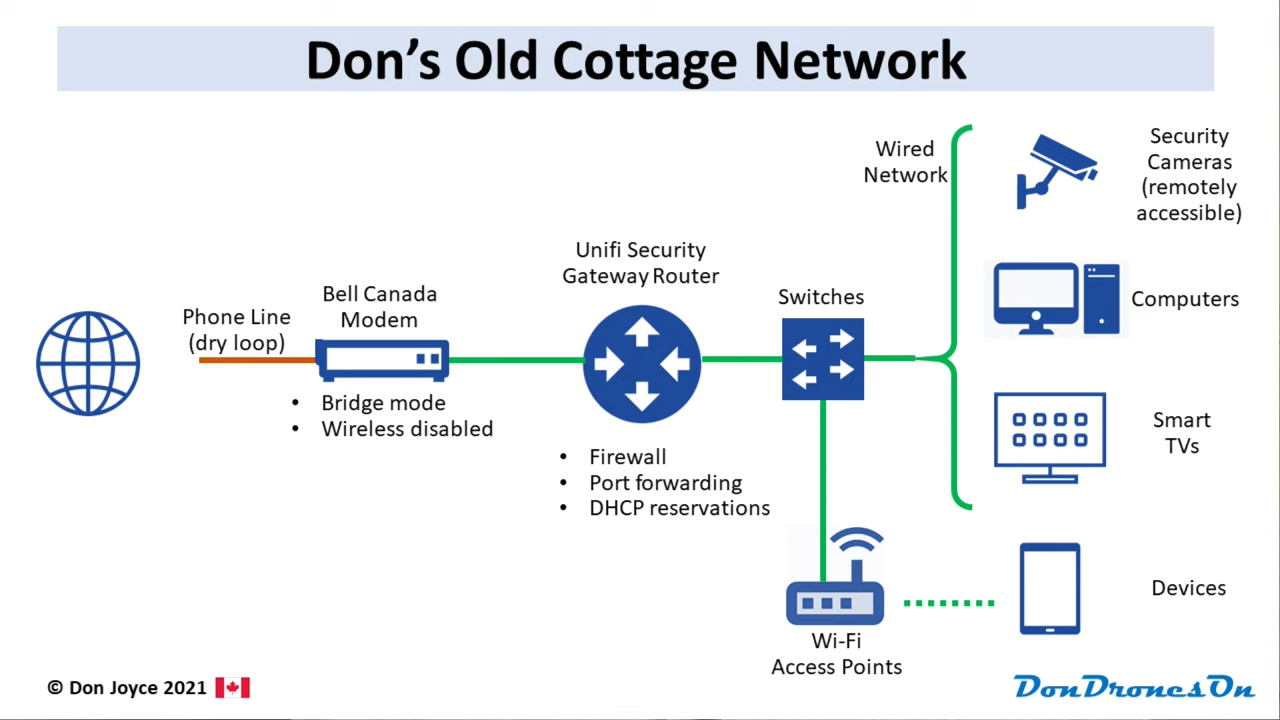 Don’s Old Cottage Network
Wired
Network
Security
Cameras
(remotely
accessible)
Unifi Security
Gateway Router
Switches
Bell Canada
Modem
Phone Line
(dry loop)
Computers
• Bridge mode
• Wireless disabled
• Firewall
• Port forwarding
• DHCP reservations
Smart
TVs
Devices
Wi-Fi
Access Points
© Don Joyce 2021
DonDronesOn